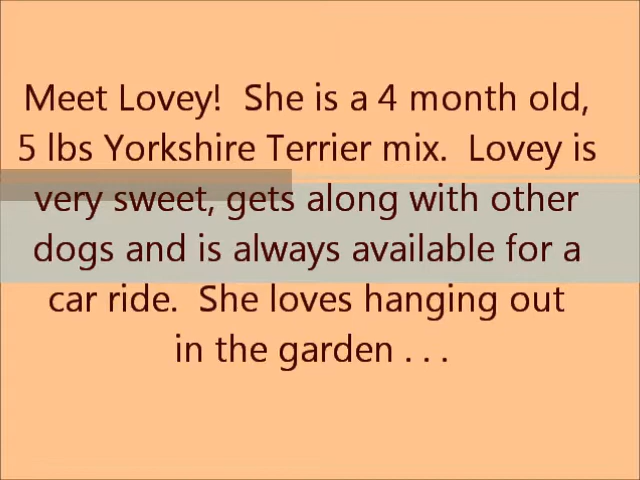 Meet Lovey!  She is a 4 month old,
5 lbs Yorkshire Terrier mix.  Lovey is
very sweet, gets along with other
dogs and is always available for a
car ride.  She loves hanging out
in the garden . . .